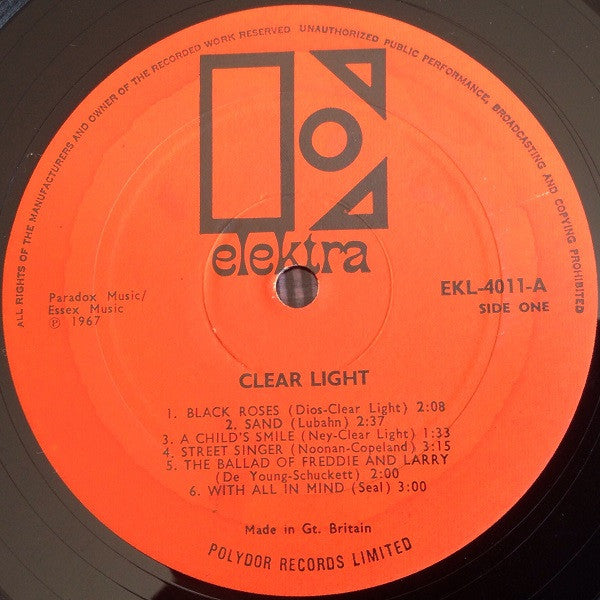 ALL RIGHTS OF THE MANUFACTURERS AND OWNER OF THE RECORDED WORK RESERVED UNAUTHORIZED PUBLIC PERFORMANCE, BROADCASTING AND COPYING PROHIBITED
elektra
Paradox Music/
Essex Music
℗ 1967
EKL-4011-A
SIDE ONE
CLEAR LIGHT
1. BLACK ROSES (Dios-Clear Light) 2:08
2. SAND (Lubahn) 2:37
3. A CHILD'S SMILE (Ney-Clear Light) 1:33
4. STREET SINGER (Noonan-Copeland) 3:15
5. THE BALLAD OF FREDDIE AND LARRY
(De Young-Schuckett) 2:00
6. WITH ALL IN MIND (Seal) 3:00
Made in Gt. Britain
POLYDOR RECORDS LIMITED